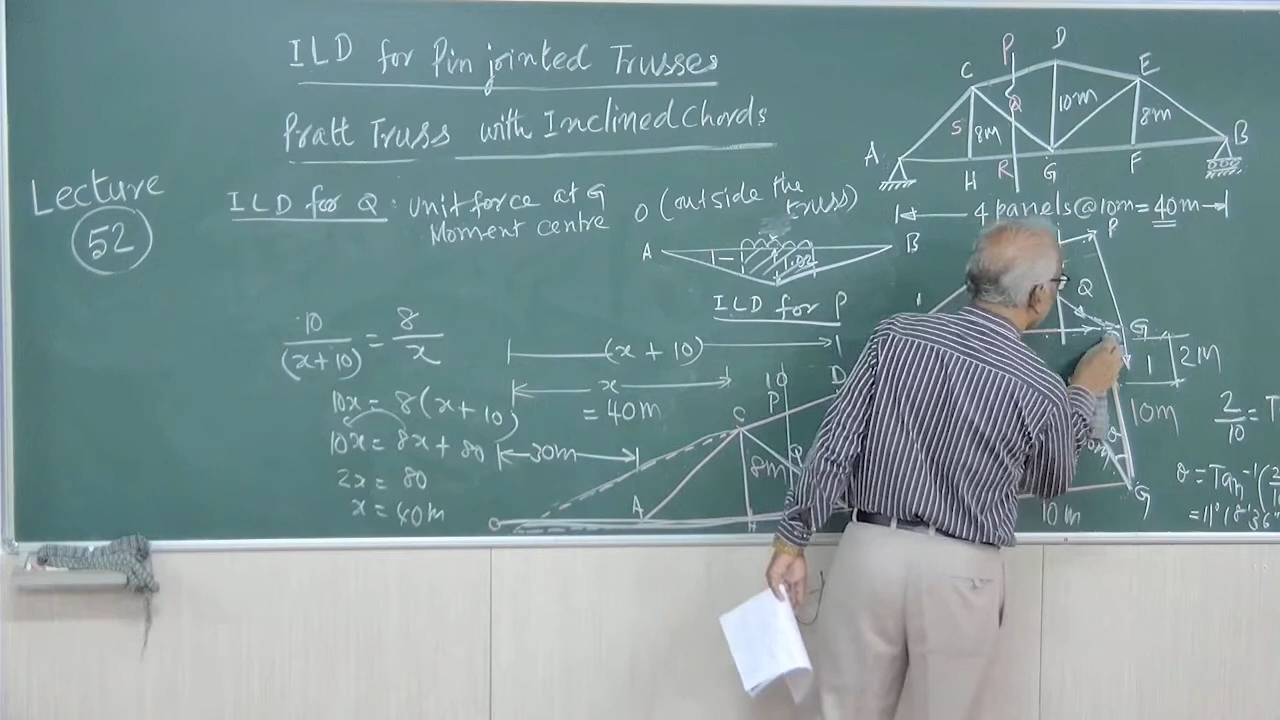 ILD for Pin jointed Trusses
Pratt Truss with Inclined Chords
Lecture
52
ILD for Q: Unit force at G
Moment centre O (outside the truss)
A B
1.02
ILD for P
P
D
C E
Q
S 8m 10m 8m
A B
H R G F
4 panels @ 10m = 40m
10/(x+10) = 8/x
10x = 8(x + 10)
10x = 8x + 80
2x = 80
x = 40m
(x + 10)
x
= 40m
30m
A
C
P
D
Q
8m
P
Q
G
1
2m
10m
θ
G
10m
2/10 =
θ = Tan⁻¹(
= 11° 18' 36"